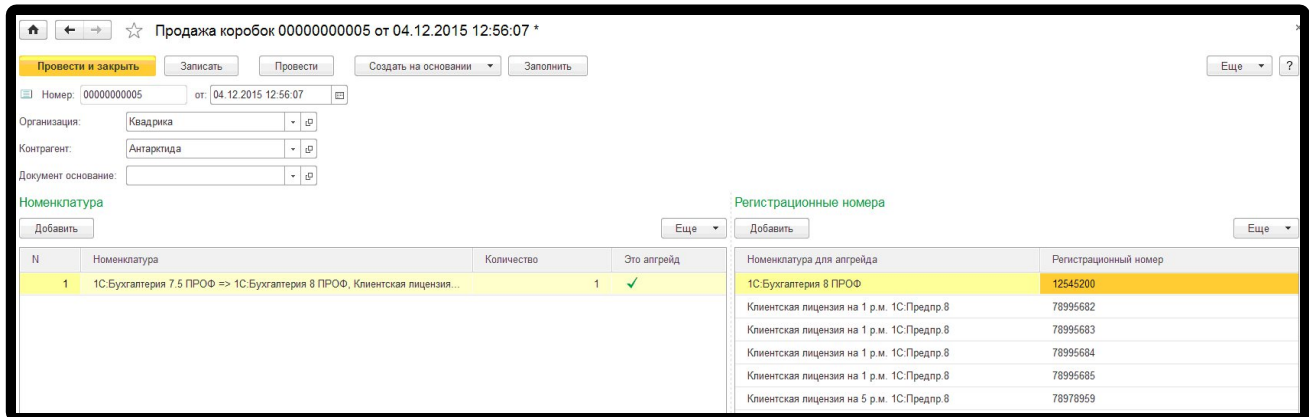 Продажа коробок 00000000005 от 04.12.2015 12:56:07 *
Провести и закрыть Записать Провести Создать на основании Заполнить Еще ?
Номер: 00000000005 от: 04.12.2015 12:56:07
Организация: Квадрика
Контрагент: Антарктида
Документ основание:
Номенклатура
Добавить Еще
N Номенклатура Количество Это апгрейд
1 1С:Бухгалтерия 7.5 ПРОФ => 1С:Бухгалтерия 8 ПРОФ, Клиентская лицензия... 1
Регистрационные номера
Добавить Еще
Номенклатура для апгрейда Регистрационный номер
1С:Бухгалтерия 8 ПРОФ 12545200
Клиентская лицензия на 1 р.м. 1С:Предпр.8 78995682
Клиентская лицензия на 1 р.м. 1С:Предпр.8 78995683
Клиентская лицензия на 1 р.м. 1С:Предпр.8 78995684
Клиентская лицензия на 1 р.м. 1С:Предпр.8 78995685
Клиентская лицензия на 5 р.м. 1С:Предпр.8 78978959